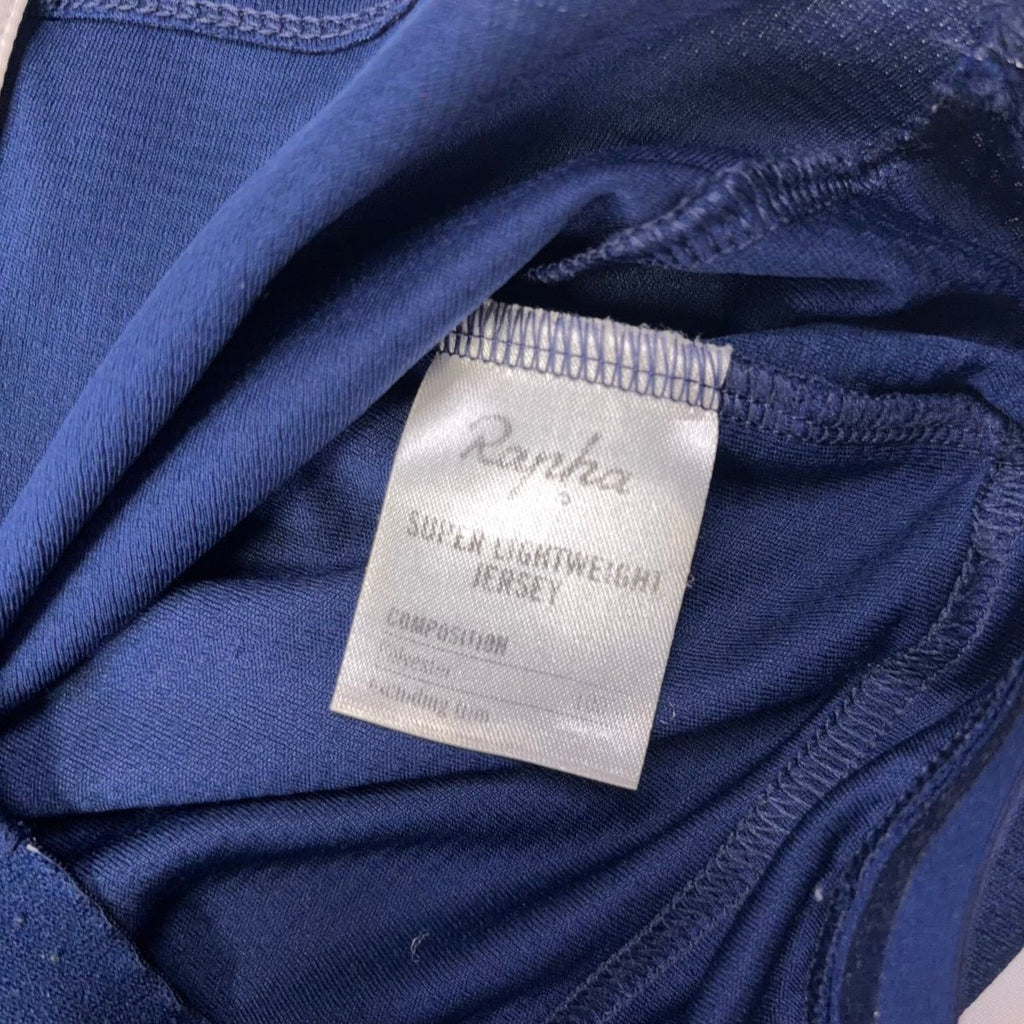 Rapha
SUPER LIGHTWEIGHT
JERSEY
COMPOSITION
Polyester
excluding trim